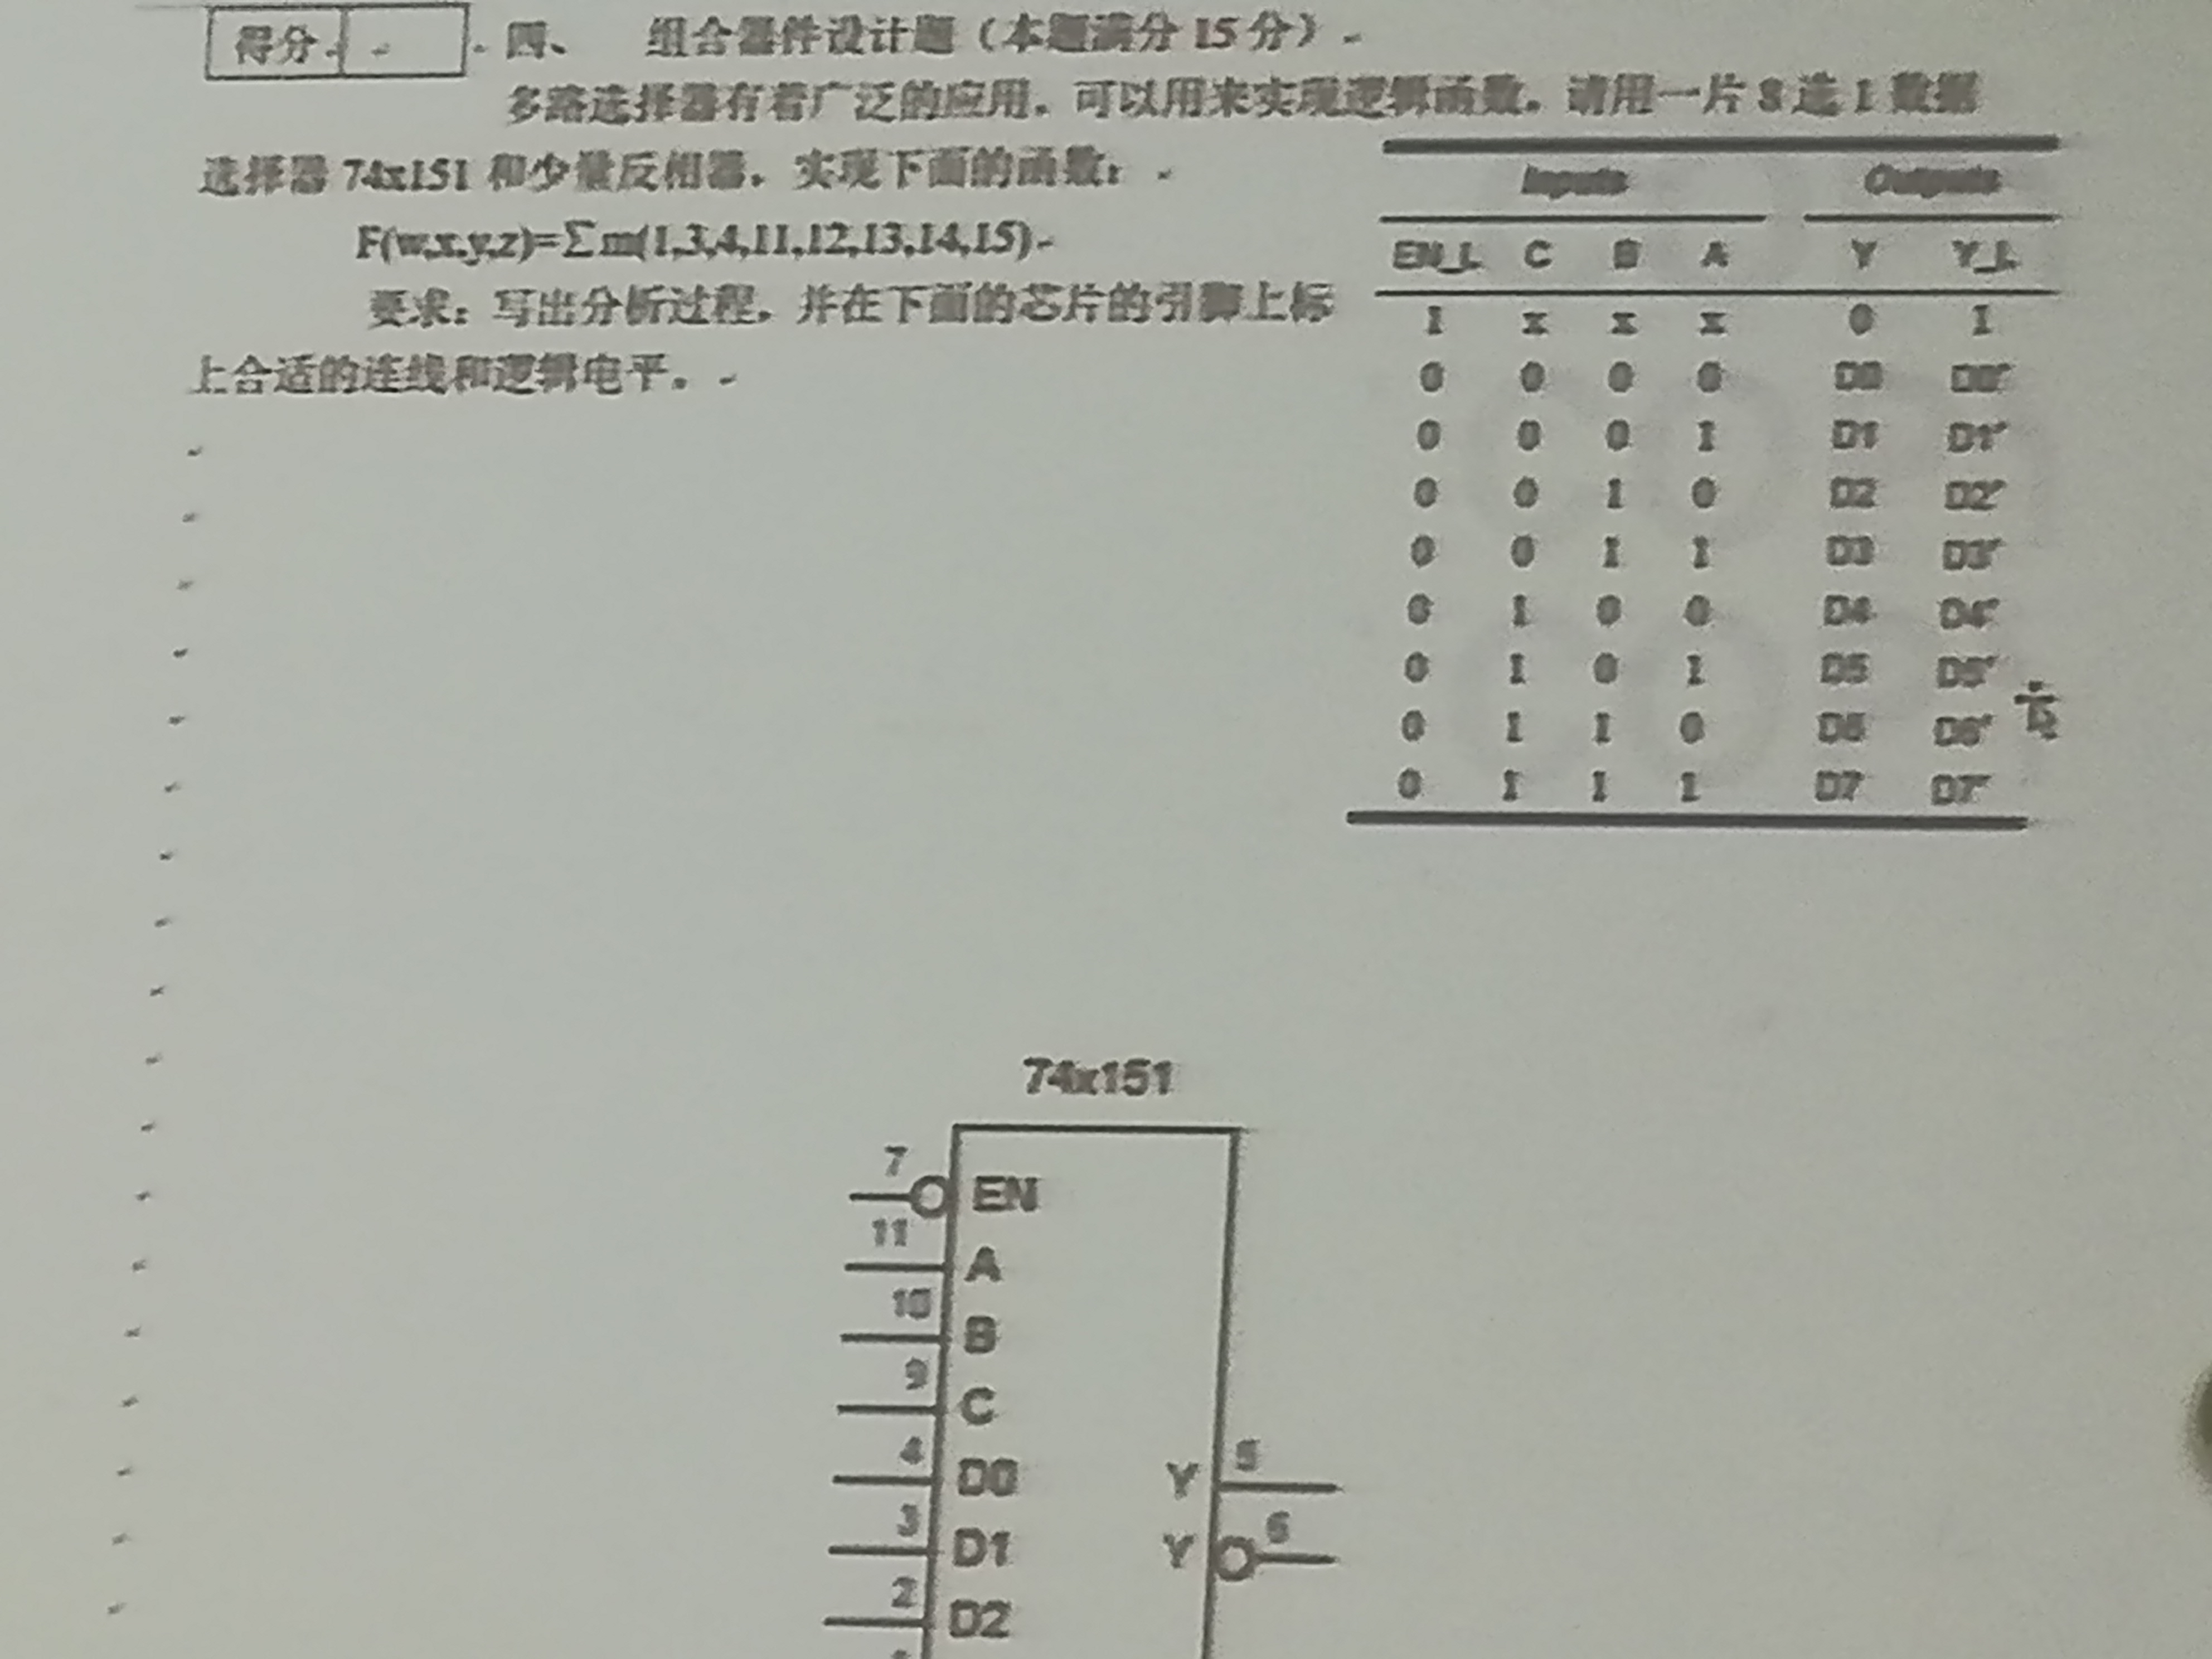 得分
四、 组合器件设计题（本题满分 15 分）
多路选择器有着广泛的应用，可以用来实现逻辑函数。请用一片 8 选 1 数据
选择器 74x151 和少量反相器，实现下面的函数：
F(w,x,y,z)=∑m(1,3,4,11,12,13,14,15)
要求：写出分析过程，并在下面的芯片的引脚上标
上合适的连线和逻辑电平。
Inputs Outputs
EN_L C B A Y Y_L
1 x x x 0 1
0 0 0 0 D0 D0'
0 0 0 1 D1 D1'
0 0 1 0 D2 D2'
0 0 1 1 D3 D3'
0 1 0 0 D4 D4'
0 1 0 1 D5 D5'
0 1 1 0 D6 D6'
0 1 1 1 D7 D7'
74x151
7 EN
11 A
10 B
9 C
4 D0 Y 5
3 D1 Y 6
2 D2